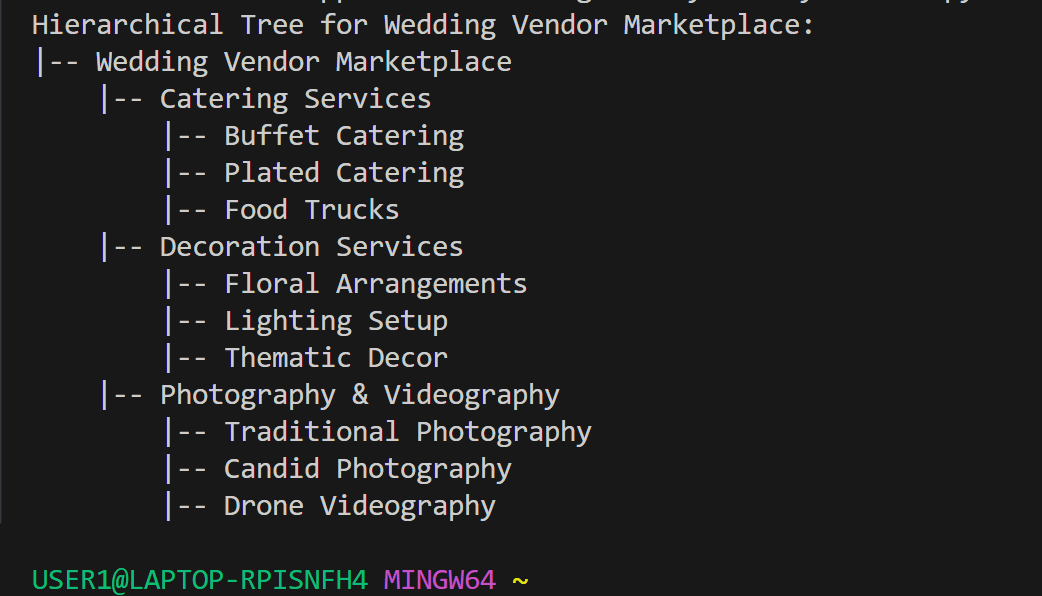 Hierarchical Tree for Wedding Vendor Marketplace:
|-- Wedding Vendor Marketplace
    |-- Catering Services
        |-- Buffet Catering
        |-- Plated Catering
        |-- Food Trucks
    |-- Decoration Services
        |-- Floral Arrangements
        |-- Lighting Setup
        |-- Thematic Decor
    |-- Photography & Videography
        |-- Traditional Photography
        |-- Candid Photography
        |-- Drone Videography
USER1@LAPTOP-RPISNFH4 MINGW64 ~